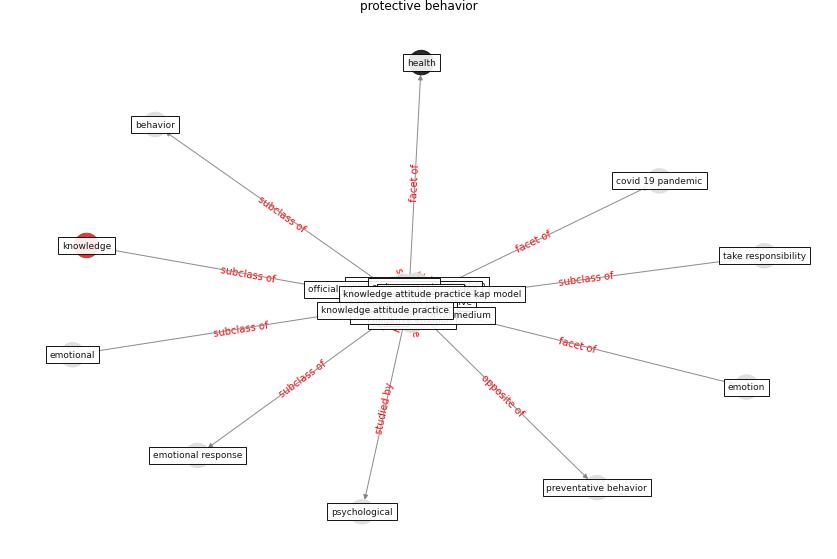 protective behavior
health
behavior
covid 19 pandemic
facet of
subclass of
knowledge
facet of
take responsibility
subclass of
subclass of
official
knowledge attitude practice kap model
knowledge attitude practice
medium
subclass of
emotional
facet of
emotion
subclass of
opposite of
studied by
emotional response
preventative behavior
psychological